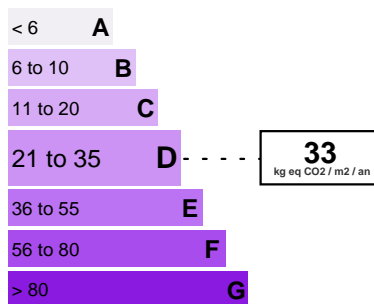 < 6 A
6 to 10 B
11 to 20 C
21 to 35 D
33
kg eq CO2 / m2 / an
36 to 55 E
56 to 80 F
> 80 G